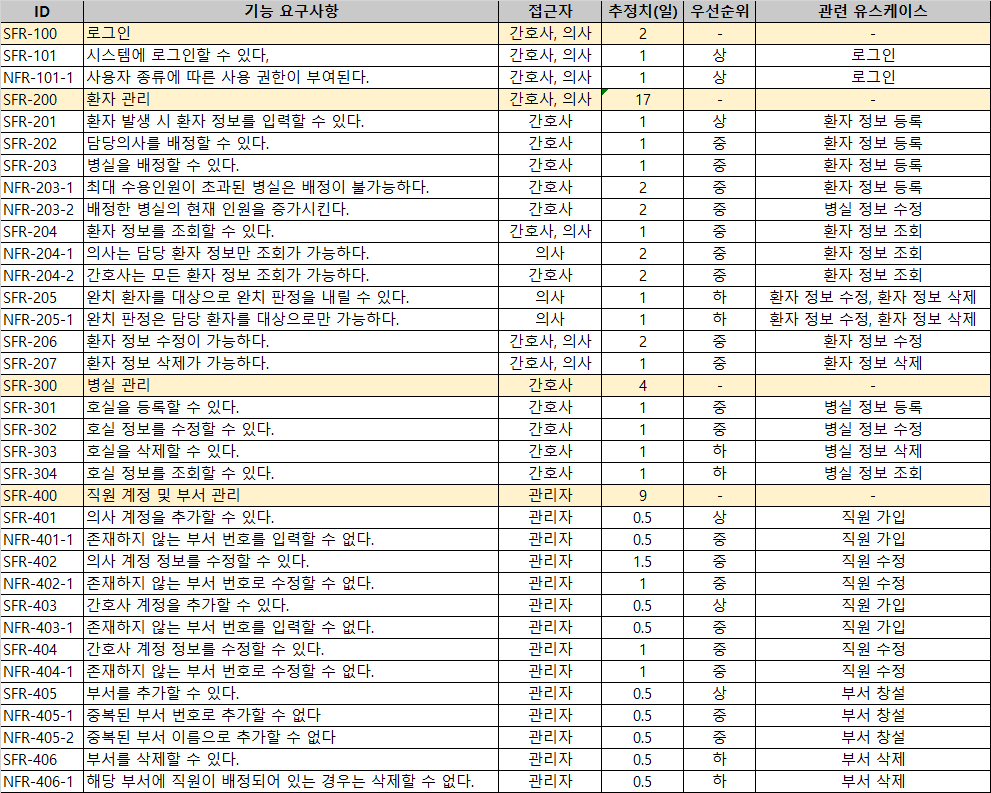 ID 기능 요구사항 접근자 추정치(일) 우선순위 관련 유스케이스
SFR-100 로그인 간호사, 의사 2 - -
SFR-101 시스템에 로그인할 수 있다, 간호사, 의사 1 상 로그인
NFR-101-1 사용자 종류에 따른 사용 권한이 부여된다. 간호사, 의사 1 상 로그인
SFR-200 환자 관리 간호사, 의사 17 - -
SFR-201 환자 발생 시 환자 정보를 입력할 수 있다. 간호사 1 상 환자 정보 등록
SFR-202 담당의사를 배정할 수 있다. 간호사 1 중 환자 정보 등록
SFR-203 병실을 배정할 수 있다. 간호사 1 중 환자 정보 등록
NFR-203-1 최대 수용인원이 초과된 병실은 배정이 불가능하다. 간호사 2 중 환자 정보 등록
NFR-203-2 배정한 병실의 현재 인원을 증가시킨다. 간호사 2 중 병실 정보 수정
SFR-204 환자 정보를 조회할 수 있다. 간호사, 의사 1 중 환자 정보 조회
NFR-204-1 의사는 담당 환자 정보만 조회가 가능하다. 의사 2 중 환자 정보 조회
NFR-204-2 간호사는 모든 환자 정보 조회가 가능하다. 간호사 2 중 환자 정보 조회
SFR-205 완치 환자를 대상으로 완치 판정을 내릴 수 있다. 의사 1 하 환자 정보 수정, 환자 정보 삭제
NFR-205-1 완치 판정은 담당 환자를 대상으로만 가능하다. 의사 1 하 환자 정보 수정, 환자 정보 삭제
SFR-206 환자 정보 수정이 가능하다. 간호사, 의사 2 중 환자 정보 수정
SFR-207 환자 정보 삭제가 가능하다. 간호사, 의사 1 중 환자 정보 삭제
SFR-300 병실 관리 간호사 4 - -
SFR-301 호실을 등록할 수 있다. 간호사 1 중 병실 정보 등록
SFR-302 호실 정보를 수정할 수 있다. 간호사 1 중 병실 정보 수정
SFR-303 호실을 삭제할 수 있다. 간호사 1 하 병실 정보 삭제
SFR-304 호실 정보를 조회할 수 있다. 간호사 1 하 병실 정보 조회
SFR-400 직원 계정 및 부서 관리 관리자 9 - -
SFR-401 의사 계정을 추가할 수 있다. 관리자 0.5 상 직원 가입
NFR-401-1 존재하지 않는 부서 번호를 입력할 수 없다. 관리자 0.5 중 직원 가입
SFR-402 의사 계정 정보를 수정할 수 있다. 관리자 1.5 중 직원 수정
NFR-402-1 존재하지 않는 부서 번호로 수정할 수 없다. 관리자 1 중 직원 수정
SFR-403 간호사 계정을 추가할 수 있다. 관리자 0.5 상 직원 가입
NFR-403-1 존재하지 않는 부서 번호를 입력할 수 없다. 관리자 0.5 중 직원 가입
SFR-404 간호사 계정 정보를 수정할 수 있다. 관리자 1 중 직원 수정
NFR-404-1 존재하지 않는 부서 번호로 수정할 수 없다. 관리자 1 중 직원 수정
SFR-405 부서를 추가할 수 있다. 관리자 0.5 상 부서 창설
NFR-405-1 중복된 부서 번호로 추가할 수 없다 관리자 0.5 중 부서 창설
NFR-405-2 중복된 부서 이름으로 추가할 수 없다 관리자 0.5 중 부서 창설
SFR-406 부서를 삭제할 수 있다. 관리자 0.5 하 부서 삭제
NFR-406-1 해당 부서에 직원이 배정되어 있는 경우는 삭제할 수 없다. 관리자 0.5 하 부서 삭제